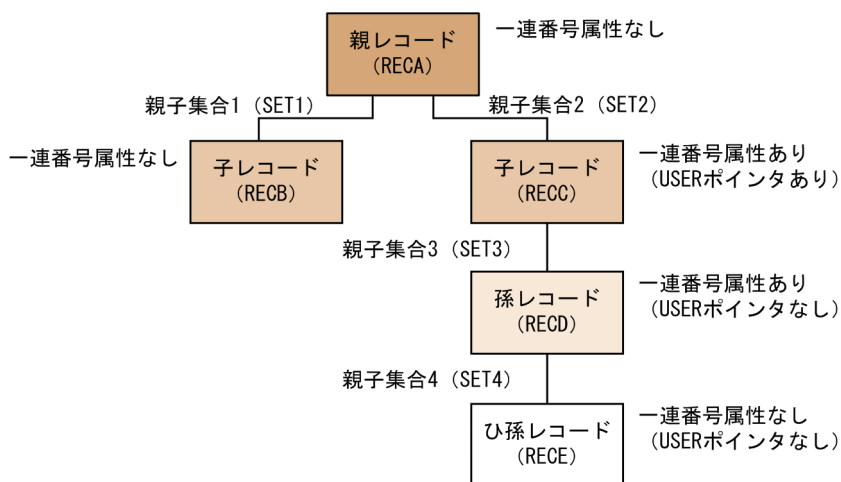 親レコード
(RECA)
一連番号属性なし
親子集合1 (SET1)
親子集合2 (SET2)
一連番号属性なし
子レコード
(RECB)
子レコード
(RECC)
一連番号属性あり
(USERポインタあり)
親子集合3 (SET3)
孫レコード
(RECD)
一連番号属性あり
(USERポインタなし)
親子集合4 (SET4)
ひ孫レコード
(RECE)
一連番号属性なし
(USERポインタなし)